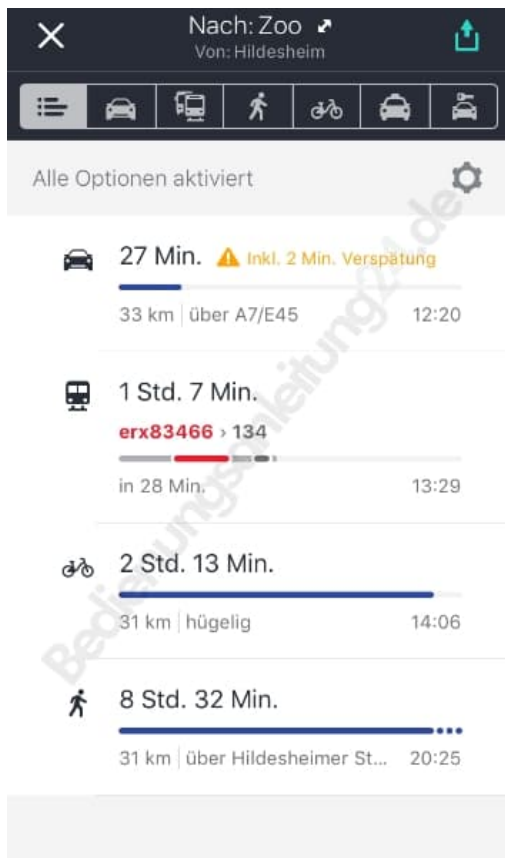 Nach: Zoo
Von: Hildesheim
Alle Optionen aktiviert
27 Min. Inkl. 2 Min. Verspätung
33 km | über A7/E45 12:20
1 Std. 7 Min.
erx83466 › 134
in 28 Min. 13:29
2 Std. 13 Min.
31 km | hügelig 14:06
8 Std. 32 Min.
31 km | über Hildesheimer St... 20:25
Bedienungsanleitung24.de